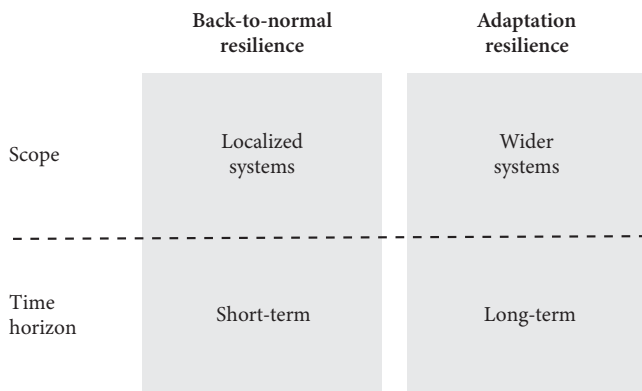 Back-to-normal
resilience
Adaptation
resilience
Scope
Localized
systems
Wider
systems
Time
horizon
Short-term
Long-term